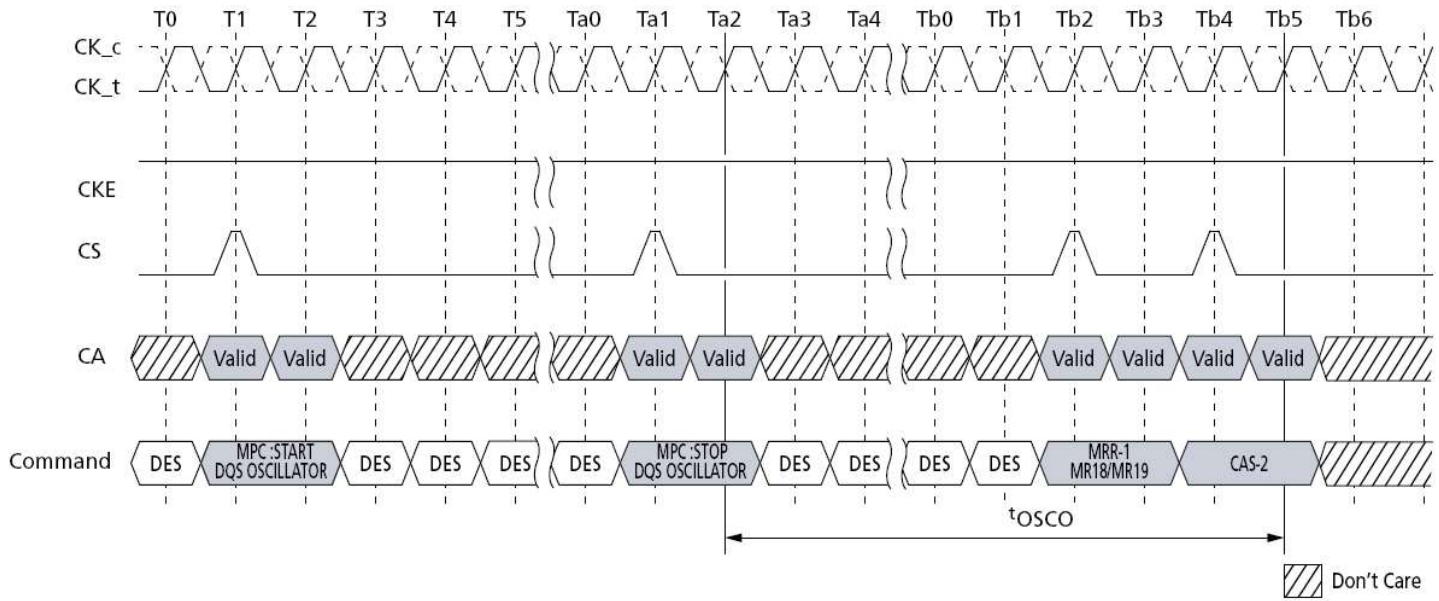 T0 T1 T2 T3 T4 T5 Ta0 Ta1 Ta2 Ta3 Ta4 Tb0 Tb1 Tb2 Tb3 Tb4 Tb5 Tb6
CK_c
CK_t
CKE
CS
CA Valid Valid Valid Valid Valid Valid Valid Valid
Command DES MPC :START DQS OSCILLATOR DES DES DES DES MPC :STOP DQS OSCILLATOR DES DES DES DES MRR-1 MR18/MR19 CAS-2
tOSCO
Don't Care